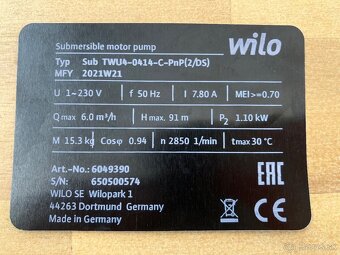 wilo
Submersible motor pump
Typ Sub TWU4-0414-C-PnP(2/DS)
MFY 2021W21
U 1~230 V f 50 Hz I 7.80 A MEI>=0.70
Q max 6.0 m³/h H max. 91 m P2 1.10 kW
M 15.3 kg Cosφ 0.94 n 2850 1/min tmax 30 °C
Art.-No.: 6049390
S/N: 650500574
WILO SE Wilopark 1
44263 Dortmund Germany
Made in Germany
EAC
CE